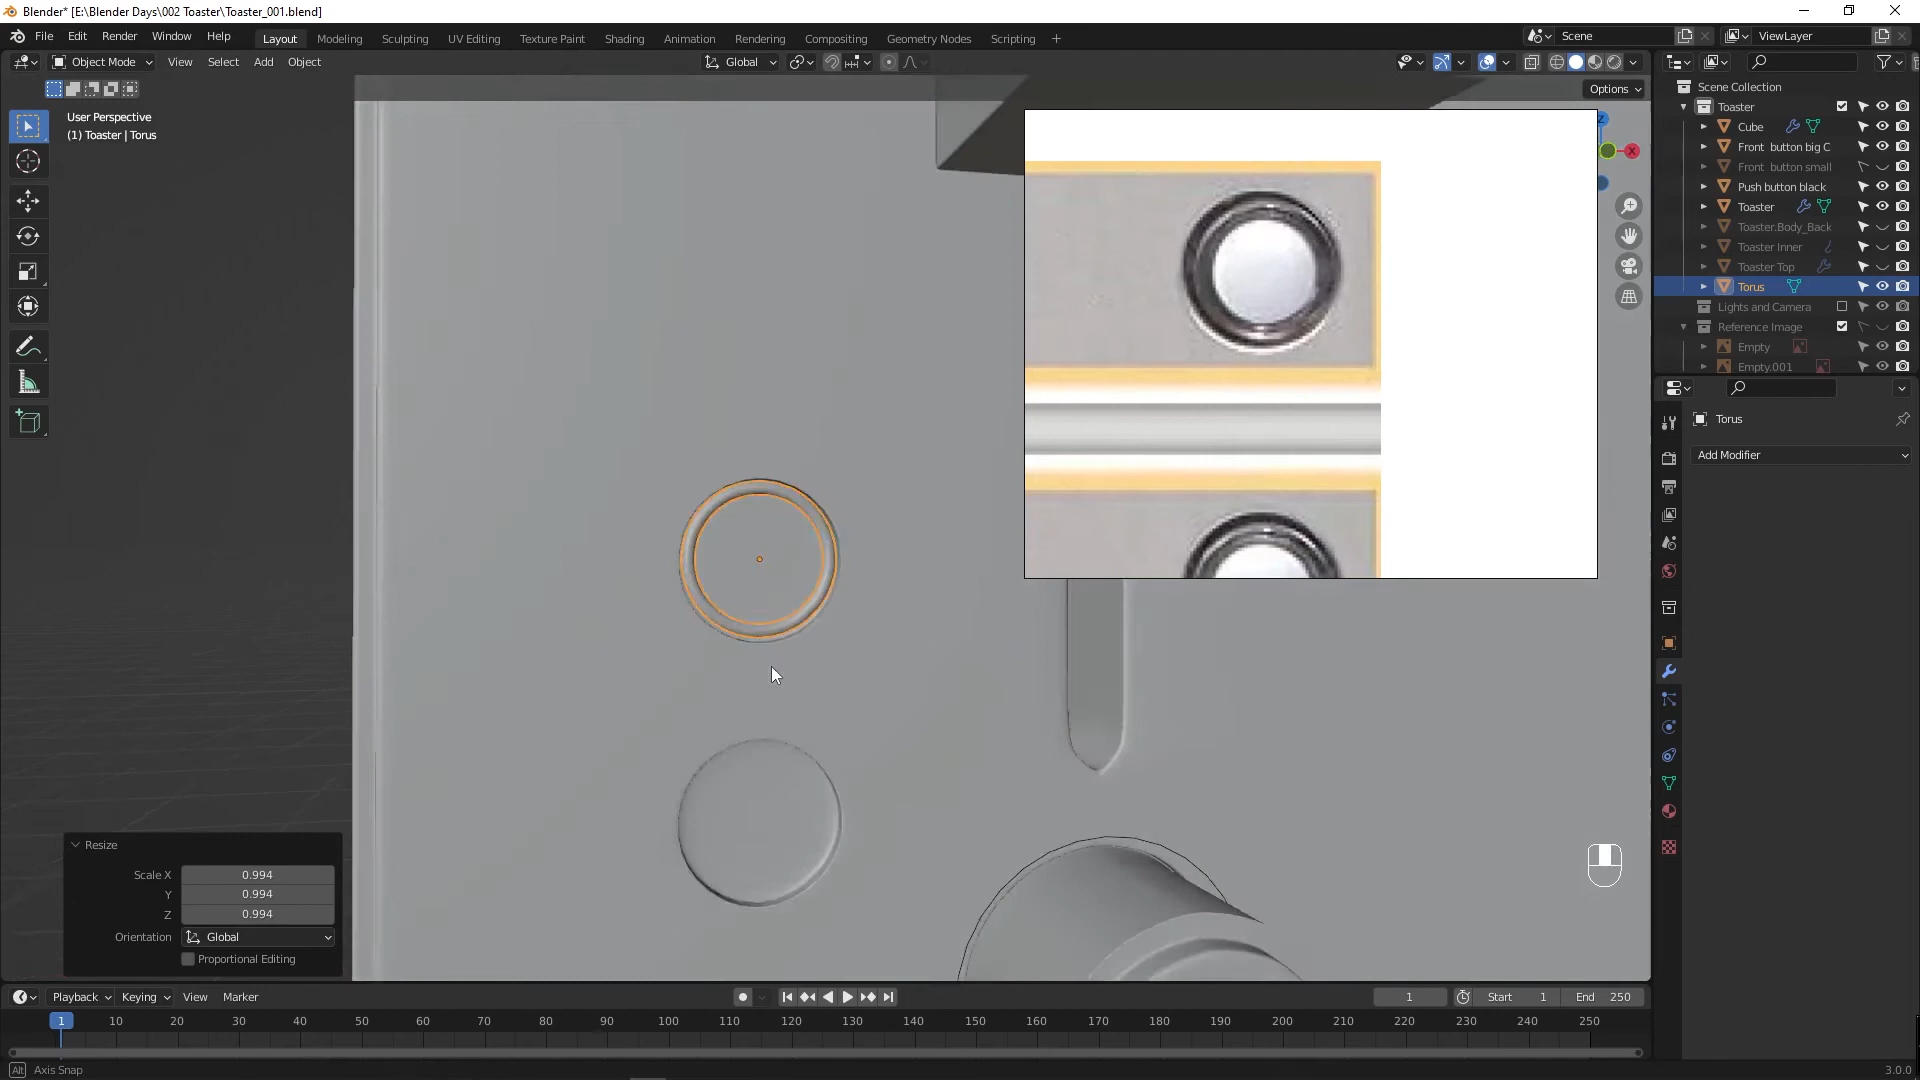 Blender* [E:\Blender Days\002 Toaster\Toaster_001.blend]
File Edit Render Window Help
Layout Modeling Sculpting UV Editing Texture Paint Shading Animation Rendering Compositing Geometry Nodes Scripting +
Scene
ViewLayer
Object Mode View Select Add Object
Global
Options
User Perspective
(1) Toaster | Torus
Z
X
Scene Collection
Toaster
Cube
Front button big C
Front button small
Push button black
Toaster
Toaster.Body_Back
Toaster Inner
Toaster Top
Torus
Lights and Camera
Reference Image
Empty
Empty.001
Torus
Add Modifier
Resize
Scale X 0.994
Y 0.994
Z 0.994
Orientation Global
Proportional Editing
Playback Keying View Marker
1 Start 1 End 250
1 10 20 30 40 50 60 70 80 90 100 110 120 130 140 150 160 170 180 190 200 210 220 230 240 250
Alt Axis Snap
3.0.0